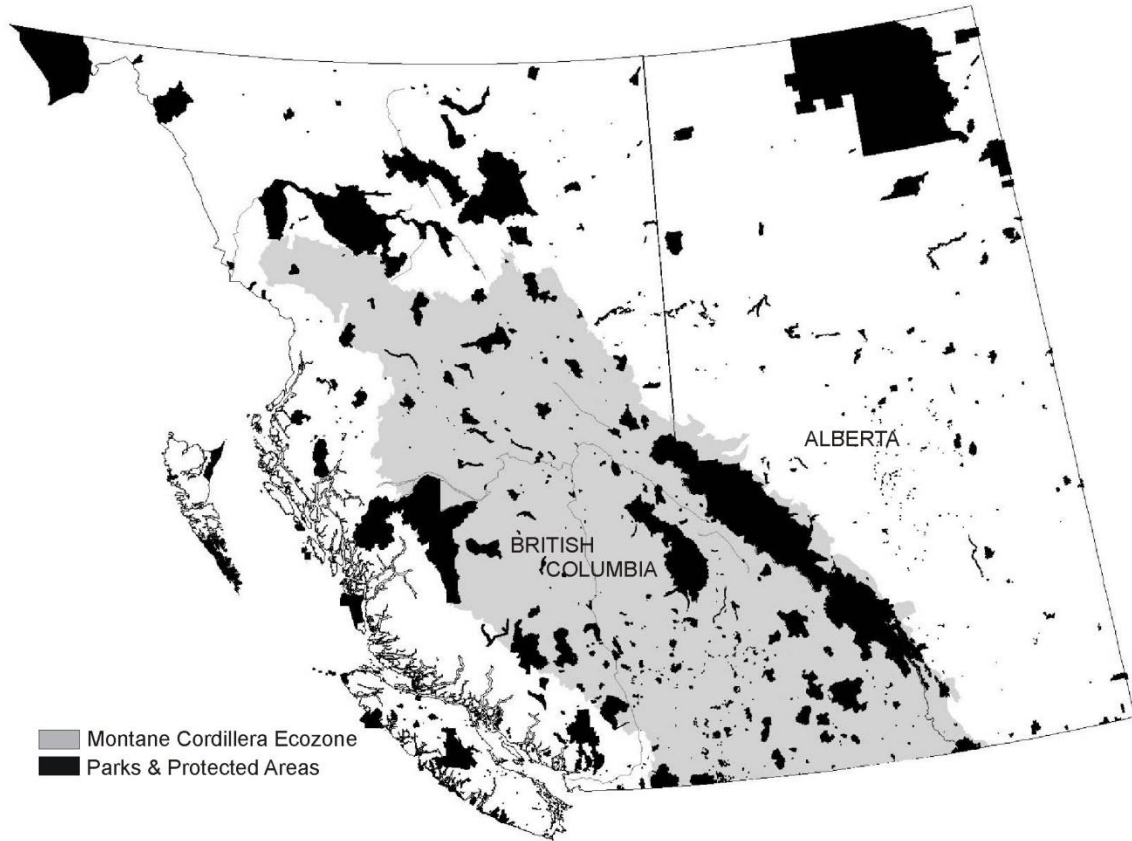 ALBERTA
BRITISH
COLUMBIA
Montane Cordillera Ecozone
Parks & Protected Areas